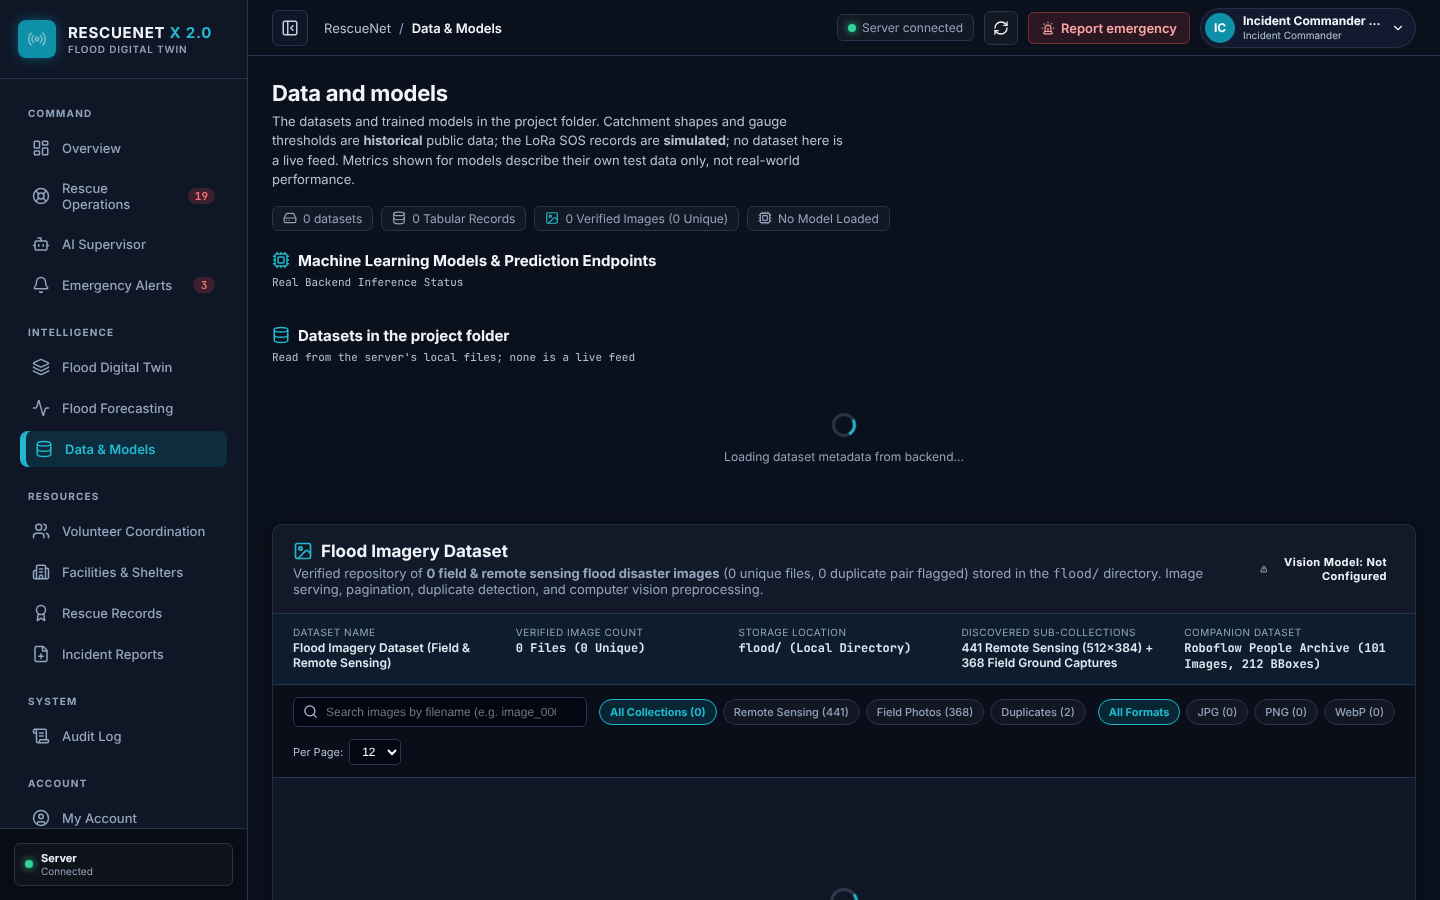 RESCUENET X 2.0
FLOOD DIGITAL TWIN
COMMAND
Overview
Rescue
Operations
19
AI Supervisor
Emergency Alerts
3
INTELLIGENCE
Flood Digital Twin
Flood Forecasting
Data & Models
RESOURCES
Volunteer Coordination
Facilities & Shelters
Rescue Records
Incident Reports
SYSTEM
Audit Log
ACCOUNT
My Account
Server
Connected
RescueNet / Data & Models
Server connected
Report emergency
IC
Incident Commander ...
Incident Commander
Data and models
The datasets and trained models in the project folder. Catchment shapes and gauge
thresholds are historical public data; the LoRa SOS records are simulated; no dataset here is
a live feed. Metrics shown for models describe their own test data only, not real-world
performance.
0 datasets
0 Tabular Records
0 Verified Images (0 Unique)
No Model Loaded
Machine Learning Models & Prediction Endpoints
Real Backend Inference Status
Datasets in the project folder
Read from the server's local files; none is a live feed
Loading dataset metadata from backend...
Flood Imagery Dataset
Verified repository of 0 field & remote sensing flood disaster images (0 unique files, 0 duplicate pair flagged) stored in the flood/ directory. Image
serving, pagination, duplicate detection, and computer vision preprocessing.
Vision Model: Not
Configured
DATASET NAME
Flood Imagery Dataset (Field &
Remote Sensing)
VERIFIED IMAGE COUNT
0 Files (0 Unique)
STORAGE LOCATION
flood/ (Local Directory)
DISCOVERED SUB-COLLECTIONS
441 Remote Sensing (512×384) +
368 Field Ground Captures
COMPANION DATASET
Roboflow People Archive (101
Images, 212 BBoxes)
Search images by filename (e.g. image_00(
All Collections (0)
Remote Sensing (441)
Field Photos (368)
Duplicates (2)
All Formats
JPG (0)
PNG (0)
WebP (0)
Per Page:
12